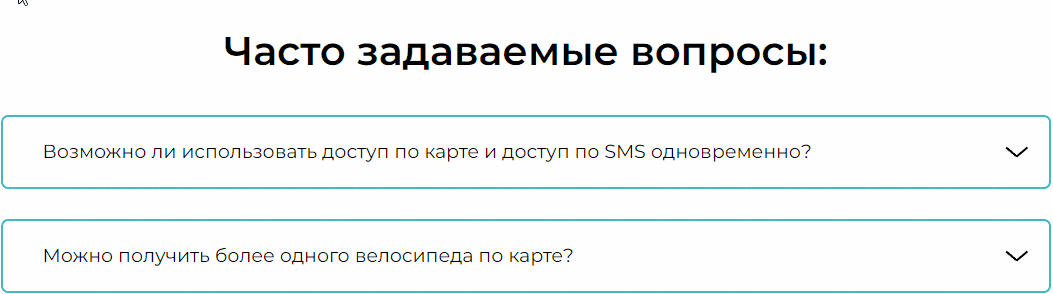 Часто задаваемые вопросы:
Возможно ли использовать доступ по карте и доступ по SMS одновременно?
Можно получить более одного велосипеда по карте?